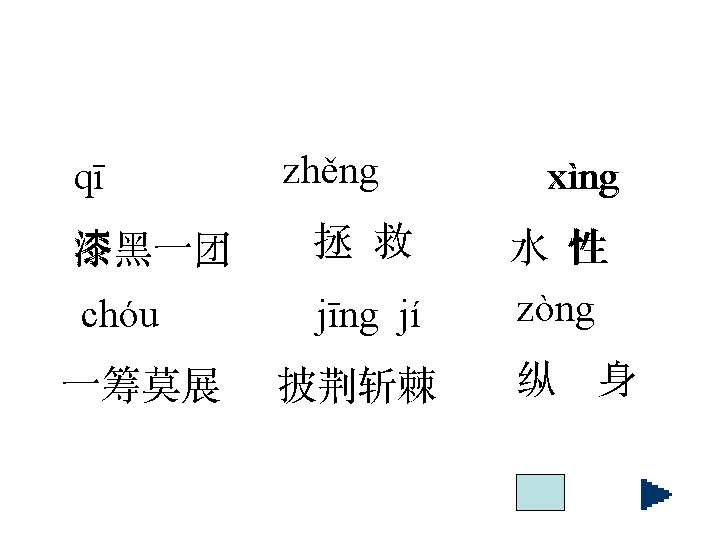 qī zhěng xìng
漆黑一团 拯 救 水 性
chóu jīng jí zòng
一筹莫展 披荆斩棘 纵 身